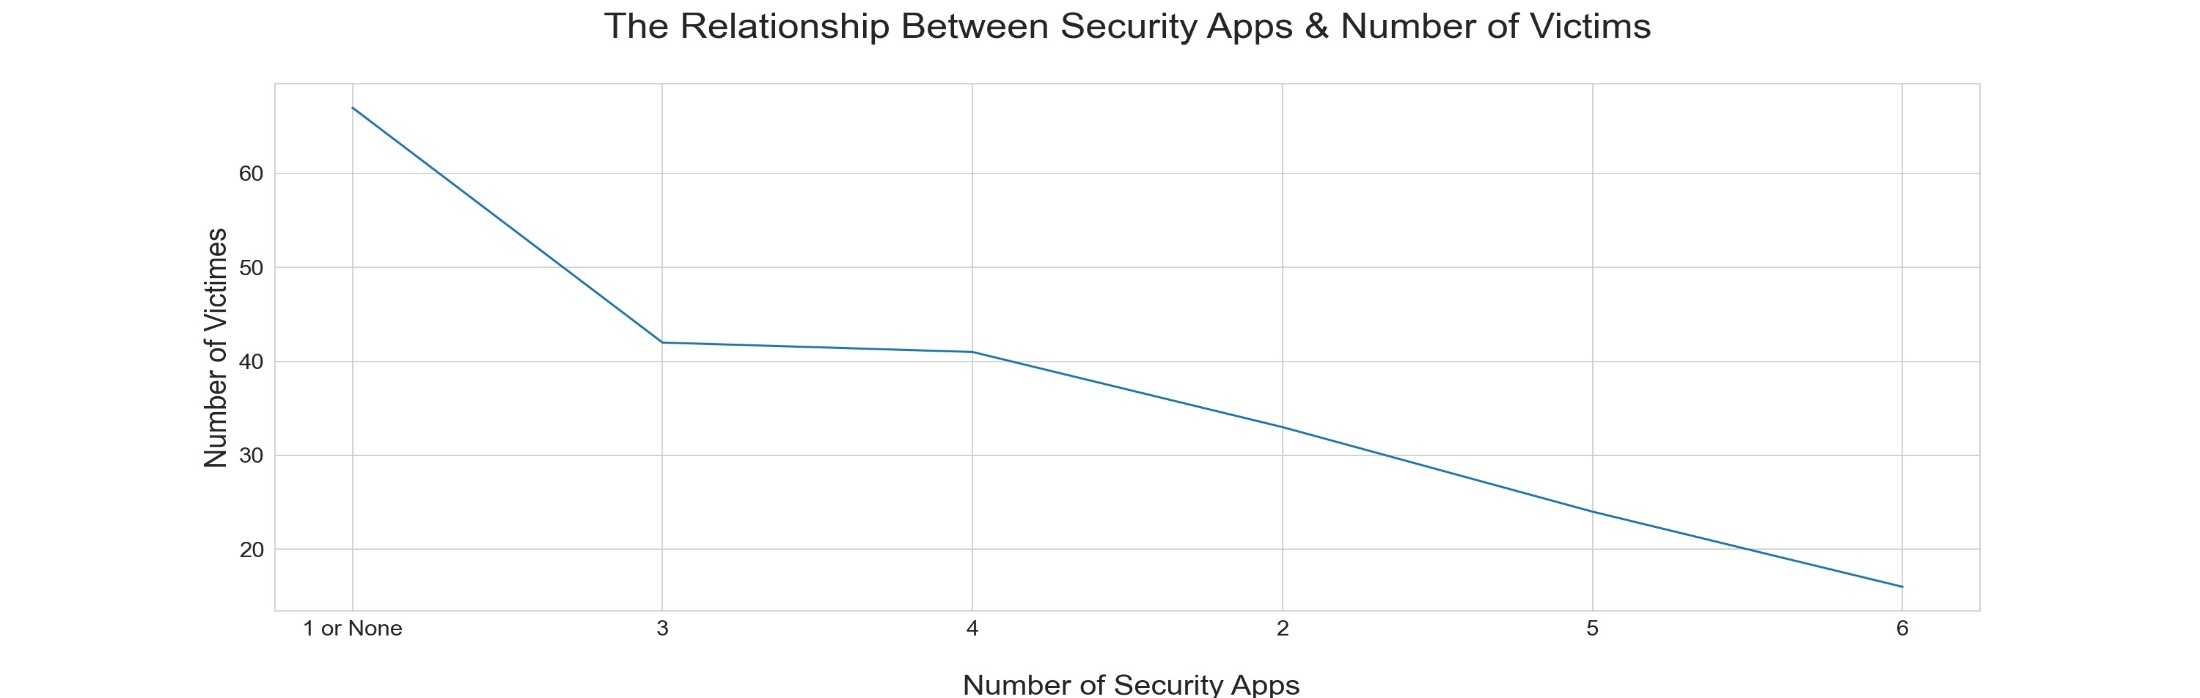 The Relationship Between Security Apps & Number of Victims
Number of Victimes
60
50
40
30
20
1 or None 3 4 2 5 6
Number of Security Apps